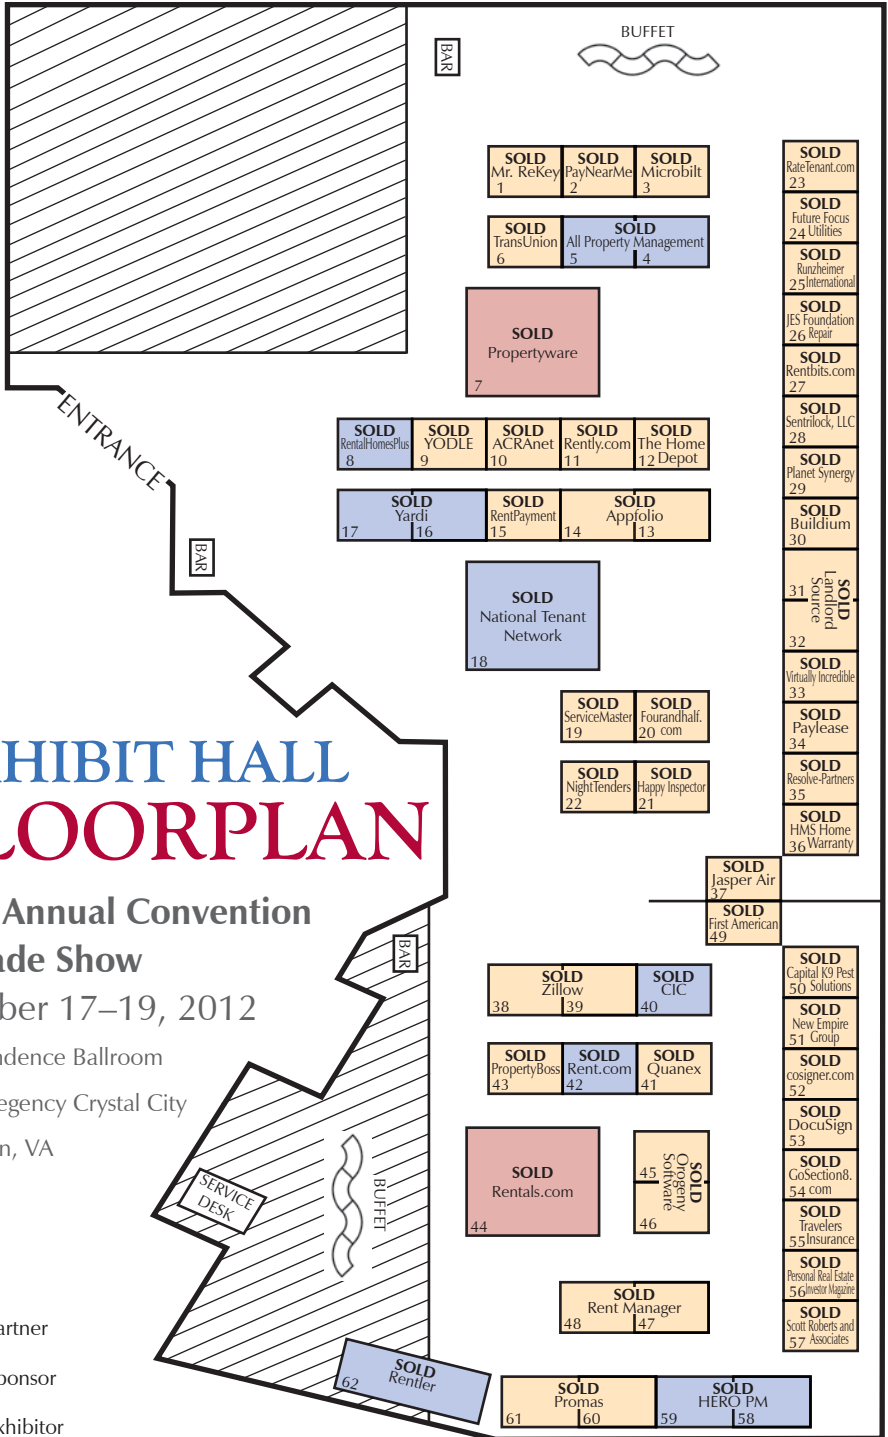 BUFFET
BAR
SOLD
Mr. ReKey
1
SOLD
PayNearMe
2
SOLD
Microbilt
3
SOLD
TransUnion
6
SOLD
All Property Management
5
4
SOLD
Propertyware
7
ENTRANCE
SOLD
RentalHomesPlus
8
SOLD
YODLE
9
SOLD
ACRAnet
10
SOLD
Rently.com
11
SOLD
The Home
12 Depot
SOLD
Yardi
17
16
SOLD
RentPayment
15
SOLD
Appfolio
14
13
BAR
SOLD
National Tenant
Network
18
SOLD
ServiceMaster
19
SOLD
Fourandhalf.
20 com
SOLD
NightTenders
22
SOLD
Happy Inspector
21
SOLD
RateTenant.com
23
SOLD
Future Focus
24 Utilities
SOLD
Runzheimer
25 International
SOLD
JES Foundation
26 Repair
SOLD
Rentbits.com
27
SOLD
Sentrilock, LLC
28
SOLD
Planet Synergy
29
SOLD
Buildium
30
SOLD
Landlord
Source
31
32
SOLD
Virtually Incredible
33
SOLD
Paylease
34
SOLD
Resolve-Partners
35
SOLD
HMS Home
36 Warranty
SOLD
Jasper Air
37
SOLD
First American
49
HIBIT HALL
LOORPLAN
Annual Convention
ade Show
ber 17–19, 2012
ndence Ballroom
egency Crystal City
n, VA
BAR
SOLD
Zillow
38
39
SOLD
CIC
40
SOLD
PropertyBoss
43
SOLD
Rent.com
42
SOLD
Quanex
41
SOLD
Rentals.com
44
SOLD
Orogeny
Software
45
46
SOLD
Rent Manager
48
47
SOLD
Capital K9 Pest
50 Solutions
SOLD
New Empire
51 Group
SOLD
cosigner.com
52
SOLD
DocuSign
53
SOLD
GoSection8.
54 com
SOLD
Travelers
55 Insurance
SOLD
Personal Real Estate
56 Investor Magazine
SOLD
Scott Roberts and
57 Associates
SERVICE
DESK
BUFFET
artner
ponsor
xhibitor
SOLD
Rentler
62
SOLD
Promas
61
60
SOLD
HERO PM
59
58